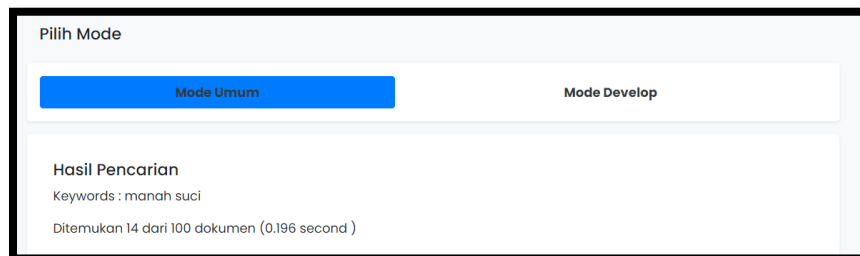 Pilih Mode
Mode Umum
Mode Develop
Hasil Pencarian
Keywords : manah suci
Ditemukan 14 dari 100 dokumen (0.196 second )